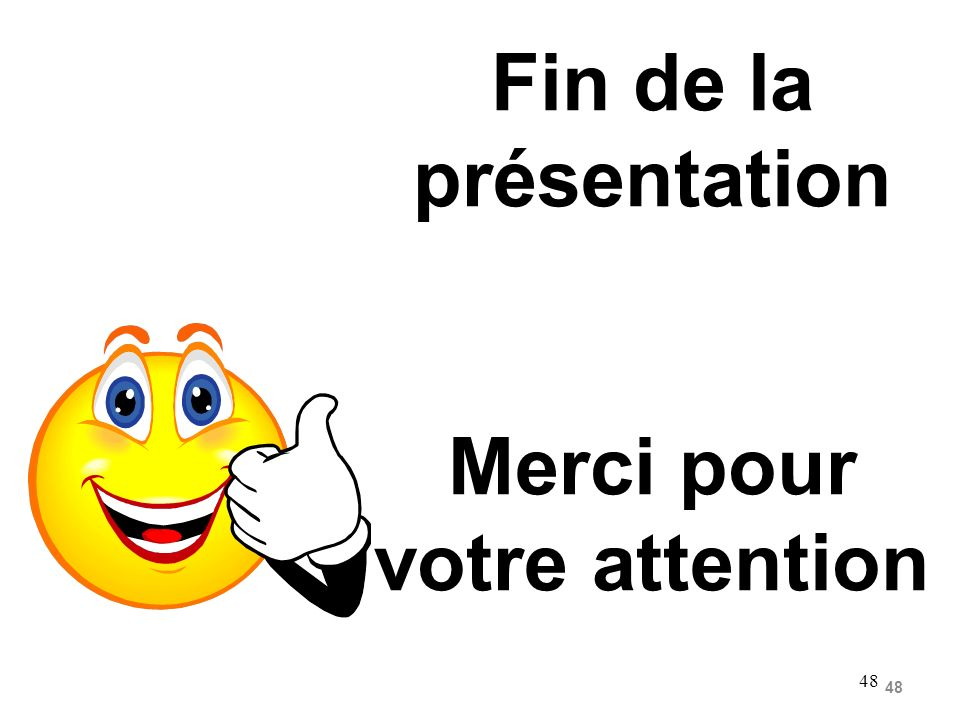 Fin de la
présentation
Merci pour
votre attention
48 48